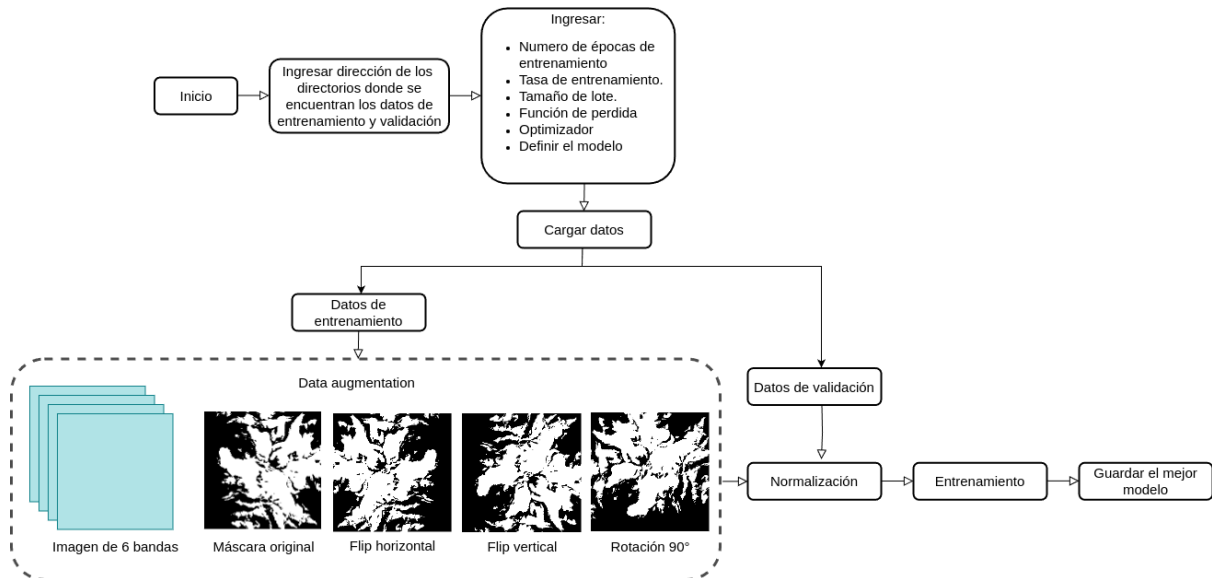 Ingresar:
• Numero de épocas de
entrenamiento
• Tasa de entrenamiento.
• Tamaño de lote.
• Función de perdida
• Optimizador
• Definir el modelo
Inicio
Ingresar dirección de los
directorios donde se
encuentran los datos de
entrenamiento y validación
Cargar datos
Datos de
entrenamiento
Data augmentation
Datos de validación
Normalización
Entrenamiento
Guardar el mejor
modelo
Imagen de 6 bandas
Máscara original
Flip horizontal
Flip vertical
Rotación 90°